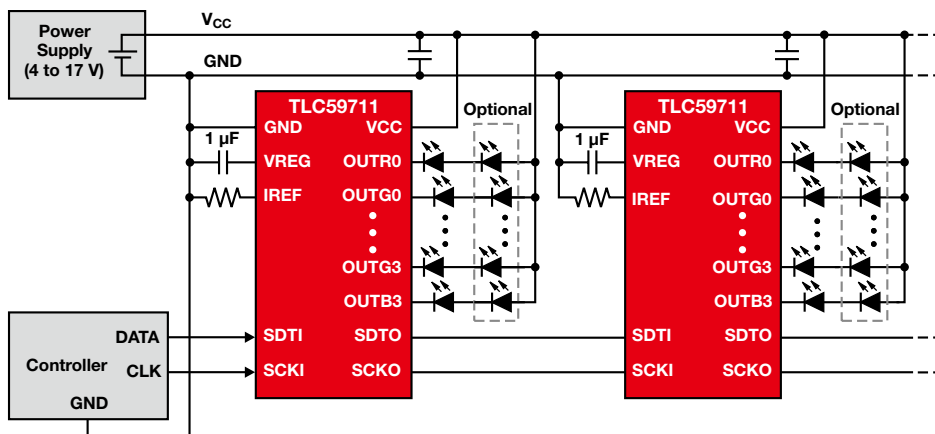 Power
Supply
(4 to 17 V)
VCC
GND
TLC59711
GND
VCC
1 µF
VREG
OUTR0
IREF
OUTG0
OUTG3
OUTB3
SDTI
SDTO
SCKI
SCKO
Optional
TLC59711
GND
VCC
1 µF
VREG
OUTR0
IREF
OUTG0
OUTG3
OUTB3
SDTI
SDTO
SCKI
SCKO
Optional
DATA
Controller
CLK
GND